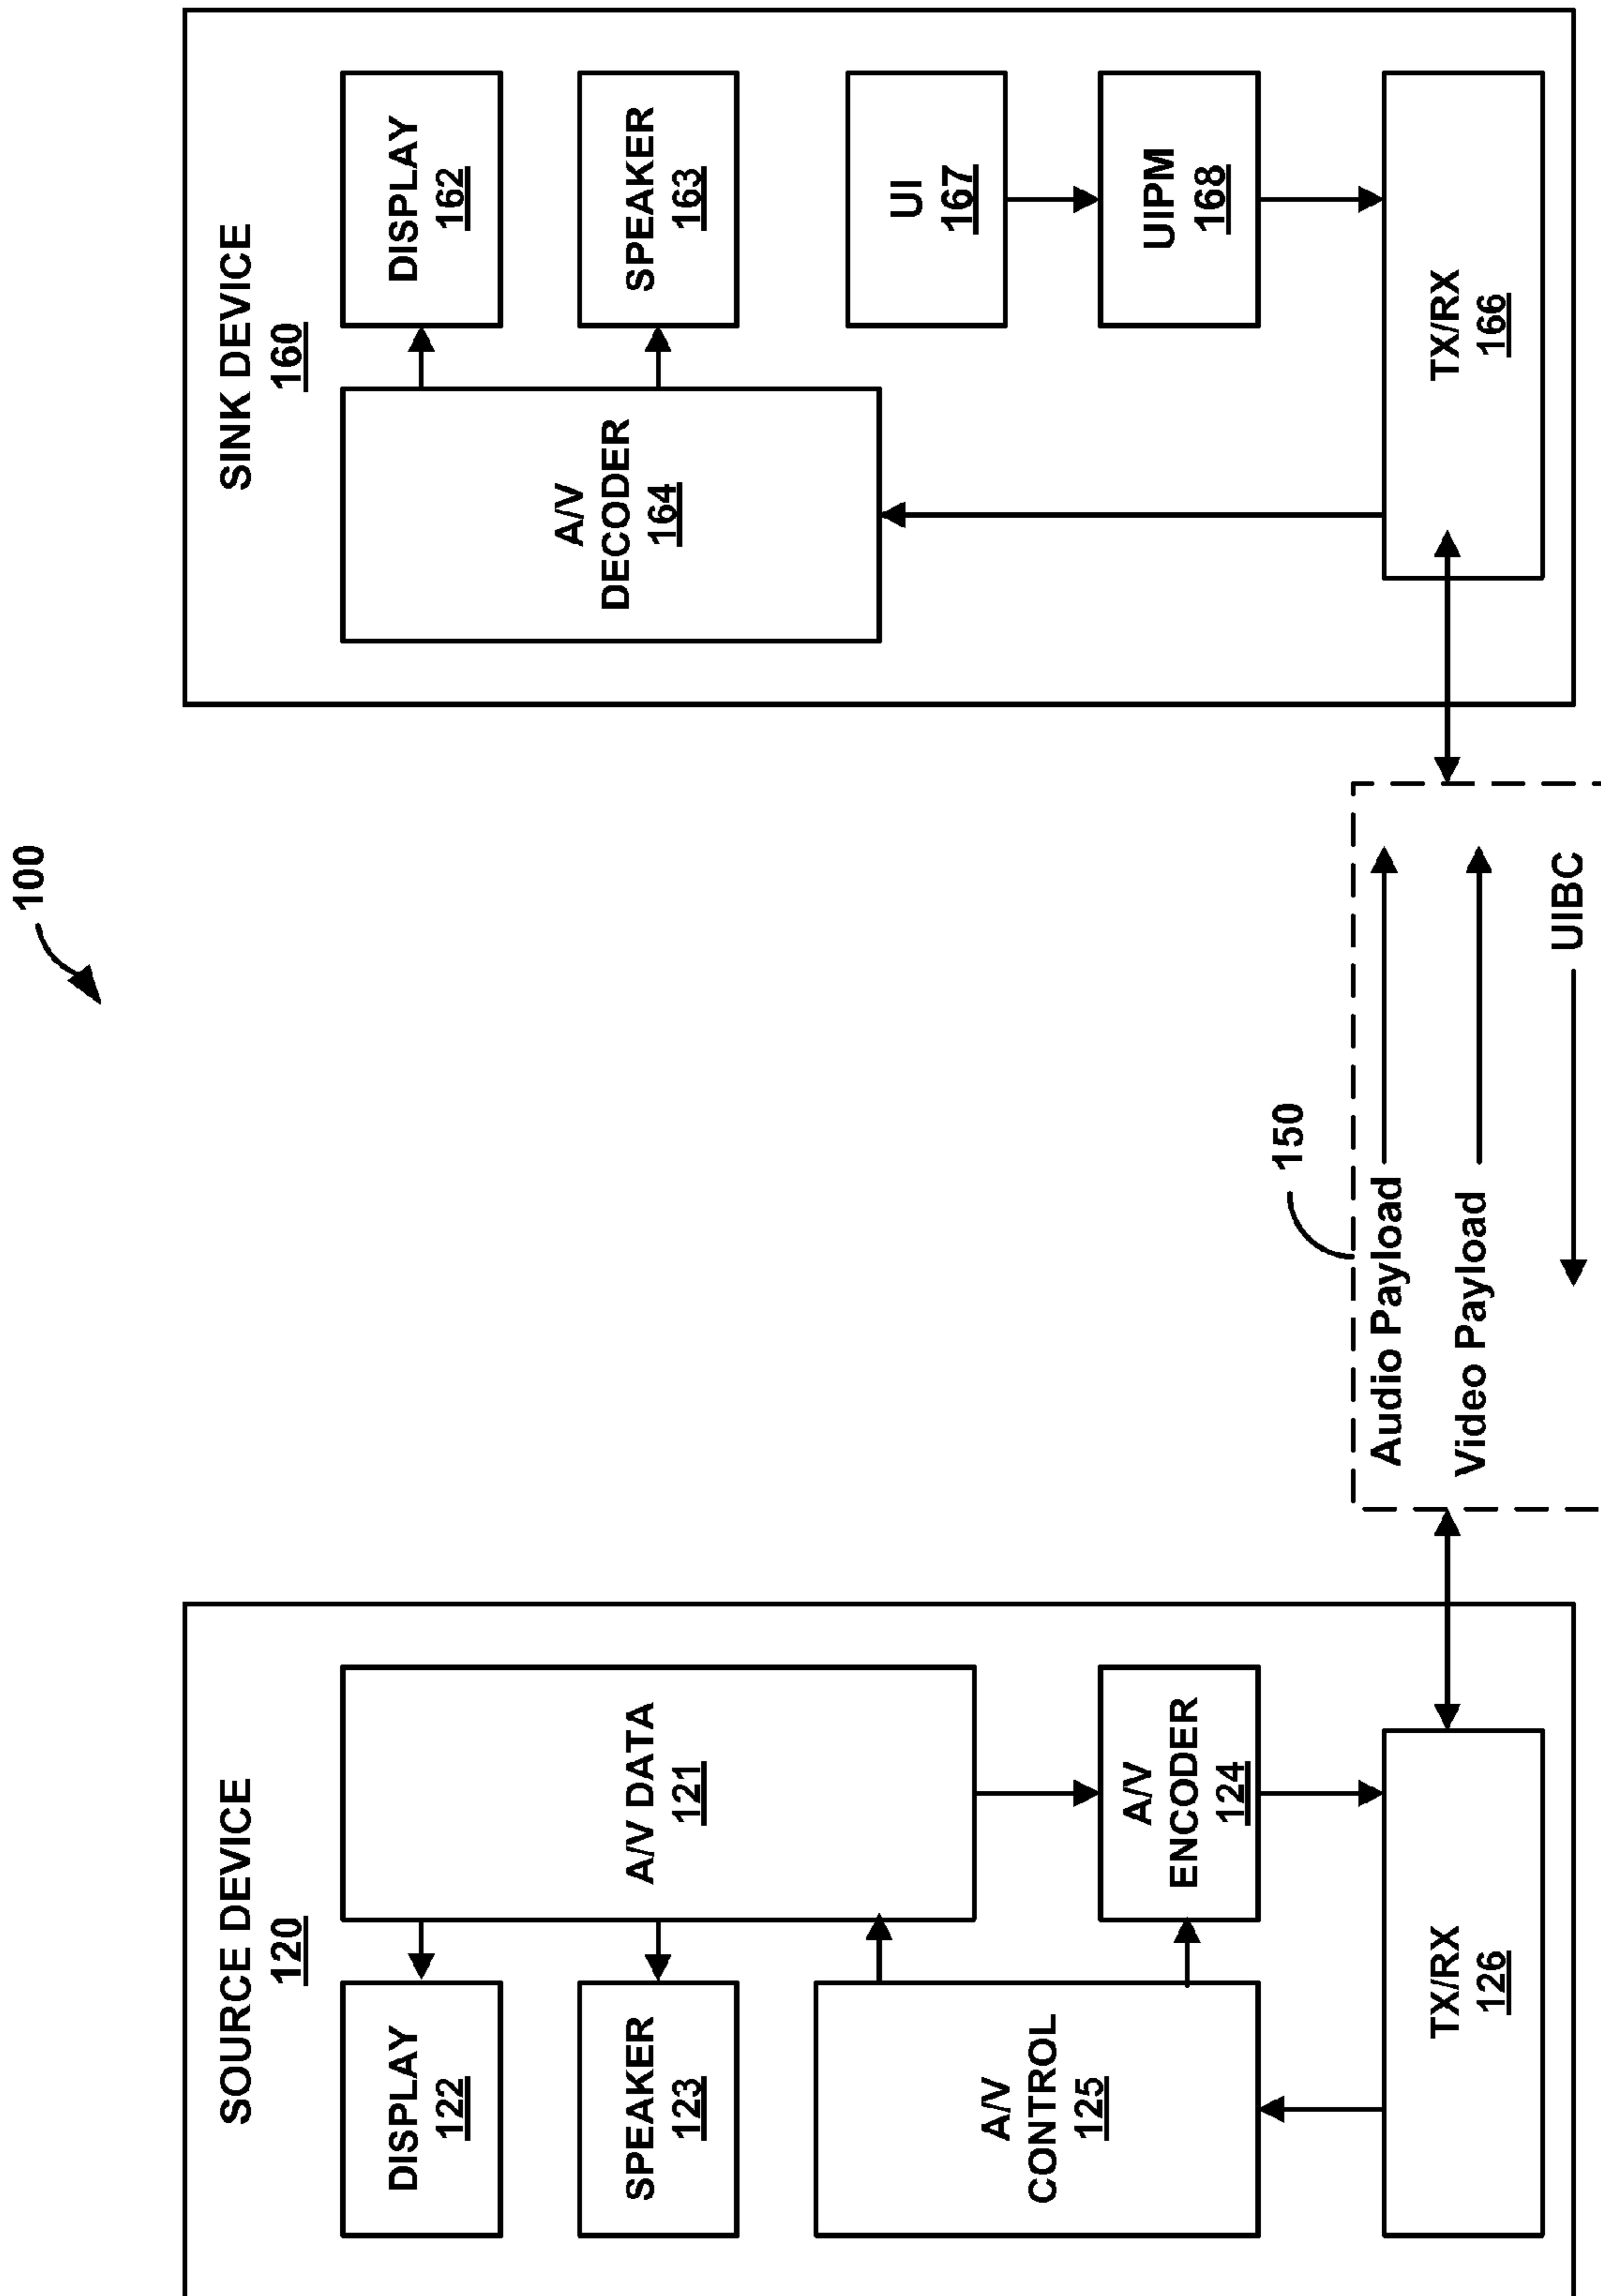 100
SOURCE DEVICE
120
DISPLAY
122
SPEAKER
123
A/V DATA
121
A/V
CONTROL
125
A/V
ENCODER
124
TX/RX
126
150
Audio Payload
Video Payload
UIBC
SINK DEVICE
160
A/V
DECODER
164
DISPLAY
162
SPEAKER
163
UI
167
UIPM
168
TX/RX
166